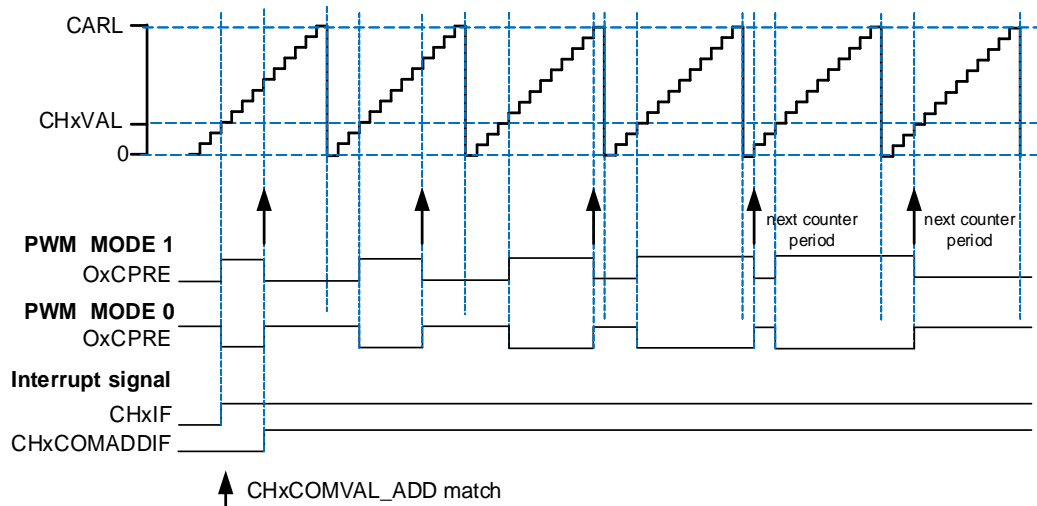 CARL
CHxVAL
0
next counter
period
next counter
period
PWM MODE 1
OxCPRE
PWM MODE 0
OxCPRE
Interrupt signal
CHxIF
CHxCOMADDIF
CHxCOMVAL_ADD match